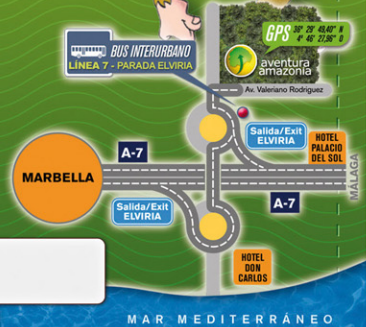 GPS 36° 29' 49,40" N
4° 46' 27,96" O
BUS INTERURBANO
LÍNEA 7 - PARADA ELVIRIA
aventura
amazonia
Av. Valeriano Rodriguez
Salida/Exit
ELVIRIA
HOTEL
PALACIO
DEL SOL
A-7
MARBELLA
MÁLAGA
A-7
Salida/Exit
ELVIRIA
HOTEL
DON
CARLOS
MAR MEDITERRÁNEO